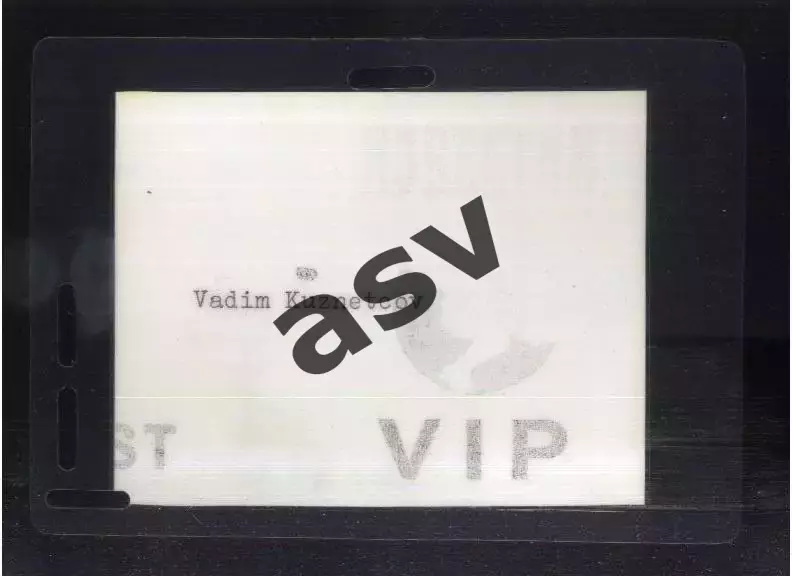 asv
Vadim Kuznetcov
ST VIP